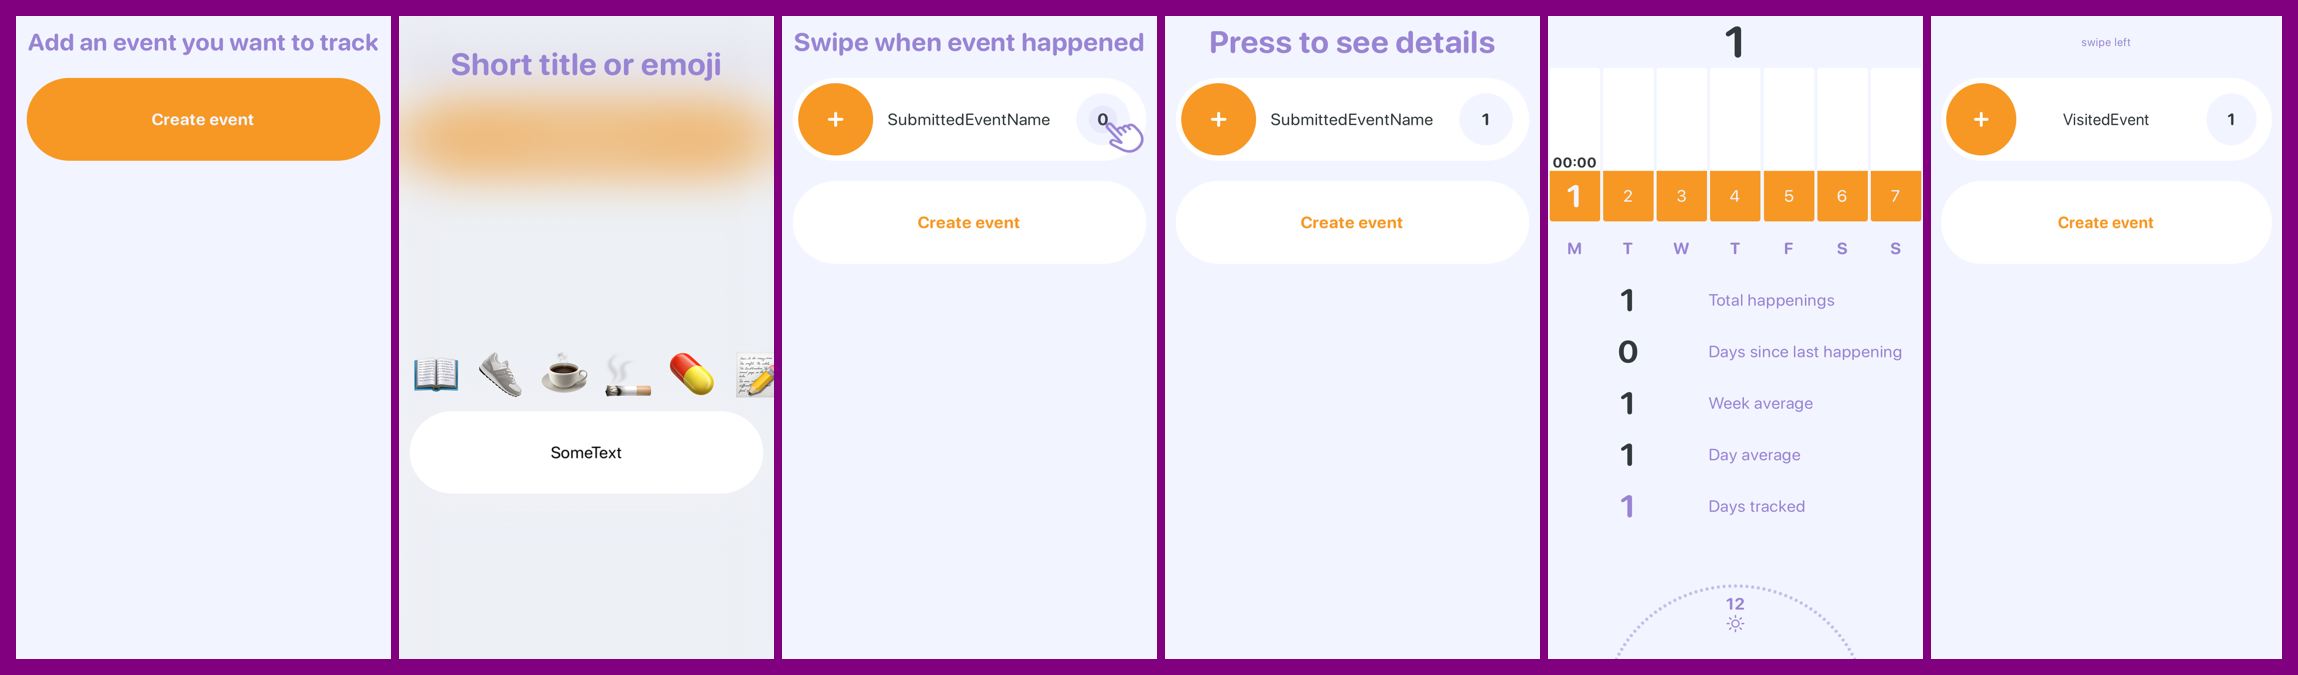 Add an event you want to track
Create event
Short title or emoji
SomeText
Swipe when event happened
+ SubmittedEventName 0
Create event
Press to see details
+ SubmittedEventName 1
Create event
1
00:00
1 2 3 4 5 6 7
M T W T F S S
1 Total happenings
0 Days since last happening
1 Week average
1 Day average
1 Days tracked
12
swipe left
+ VisitedEvent 1
Create event